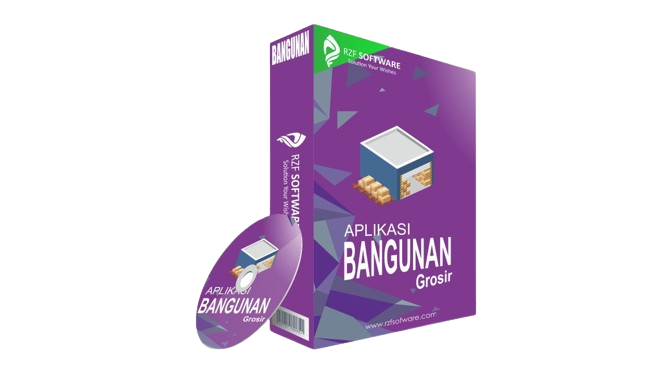 BANGUNAN
RZF SOFTWARE
Solution Your Wishes
RZF SOFTWARE
Solution Your Wishes
APLIKASI
BANGUNAN
Grosir
www.rzfsofware.com
APLIKASI
BANGUNAN
Grosir